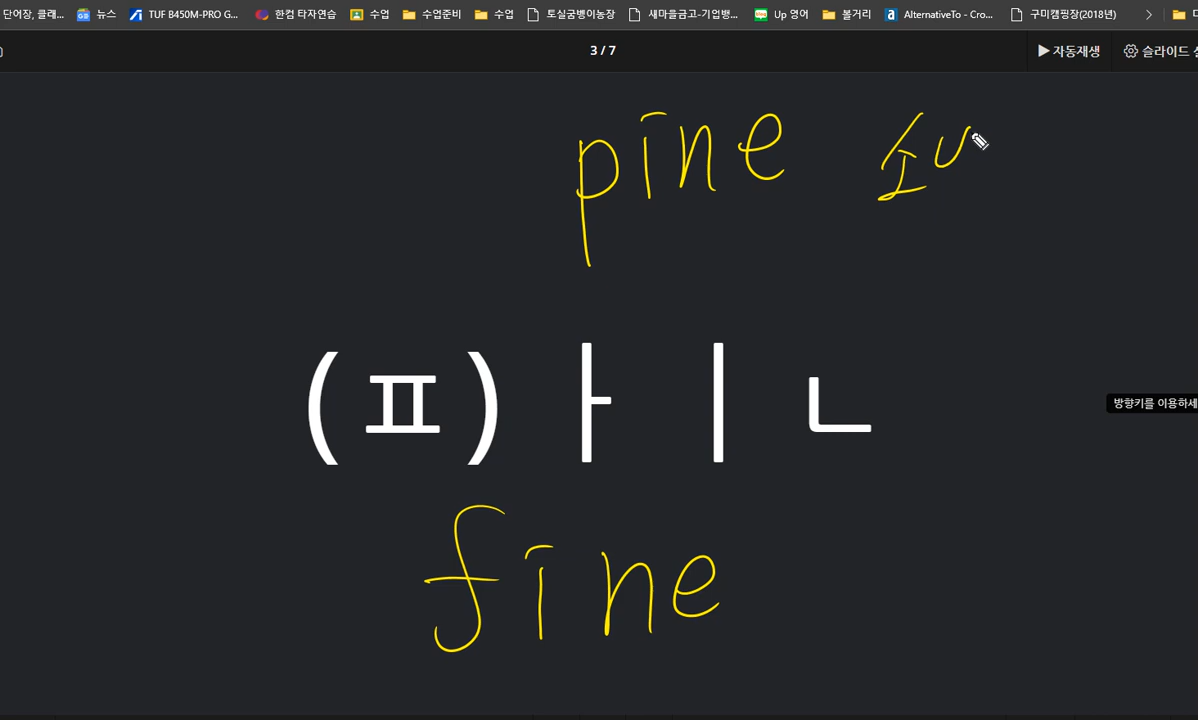 단어장, 클래... 뉴스 TUF B450M-PRO G... 한컴 타자연습 수업 수업준비 수업 토실굼벵이농장 새마을금고-기업뱅... Up 영어 볼거리 AlternativeTo - Cro... 구미캠핑장(2018년)
3 / 7 자동재생 슬라이드
pine
(ㅍ) ㅏ ㅣ ㄴ
방향키를 이용하세
fine